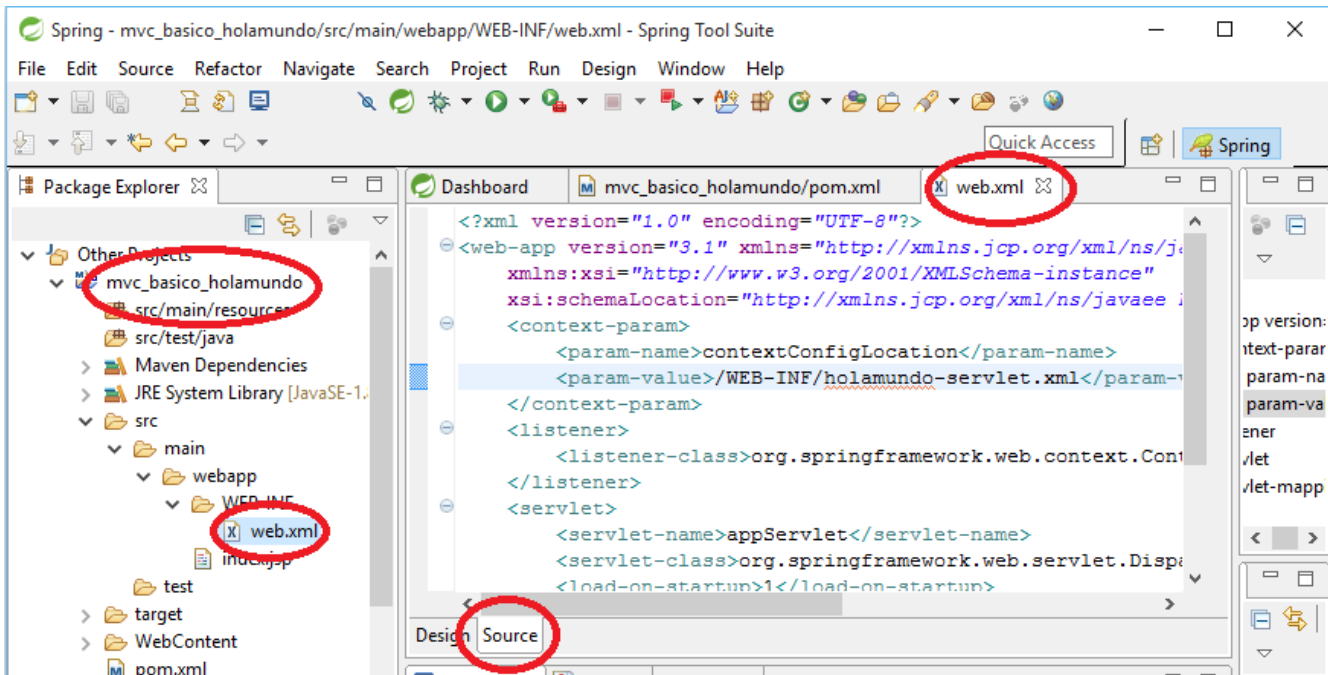 Spring - mvc_basico_holamundo/src/main/webapp/WEB-INF/web.xml - Spring Tool Suite
File Edit Source Refactor Navigate Search Project Run Design Window Help
Quick Access
Spring
Package Explorer
Other Projects
mvc_basico_holamundo
src/main/resources
src/test/java
Maven Dependencies
JRE System Library [JavaSE-1.
src
main
webapp
WEB-INF
web.xml
index.jsp
test
target
WebContent
pom.xml
Dashboard mvc_basico_holamundo/pom.xml web.xml
<?xml version="1.0" encoding="UTF-8"?>
<web-app version="3.1" xmlns="http://xmlns.jcp.org/xml/ns/ja
xmlns:xsi="http://www.w3.org/2001/XMLSchema-instance"
xsi:schemaLocation="http://xmlns.jcp.org/xml/ns/javaee
<context-param>
<param-name>contextConfigLocation</param-name>
<param-value>/WEB-INF/holamundo-servlet.xml</param-v
</context-param>
<listener>
<listener-class>org.springframework.web.context.Cont
</listener>
<servlet>
<servlet-name>appServlet</servlet-name>
<servlet-class>org.springframework.web.servlet.Dispa
<load-on-startup>1</load-on-startup>
Design Source
pp version:
ntext-parar
param-na
param-va
ener
vlet
vlet-mapp